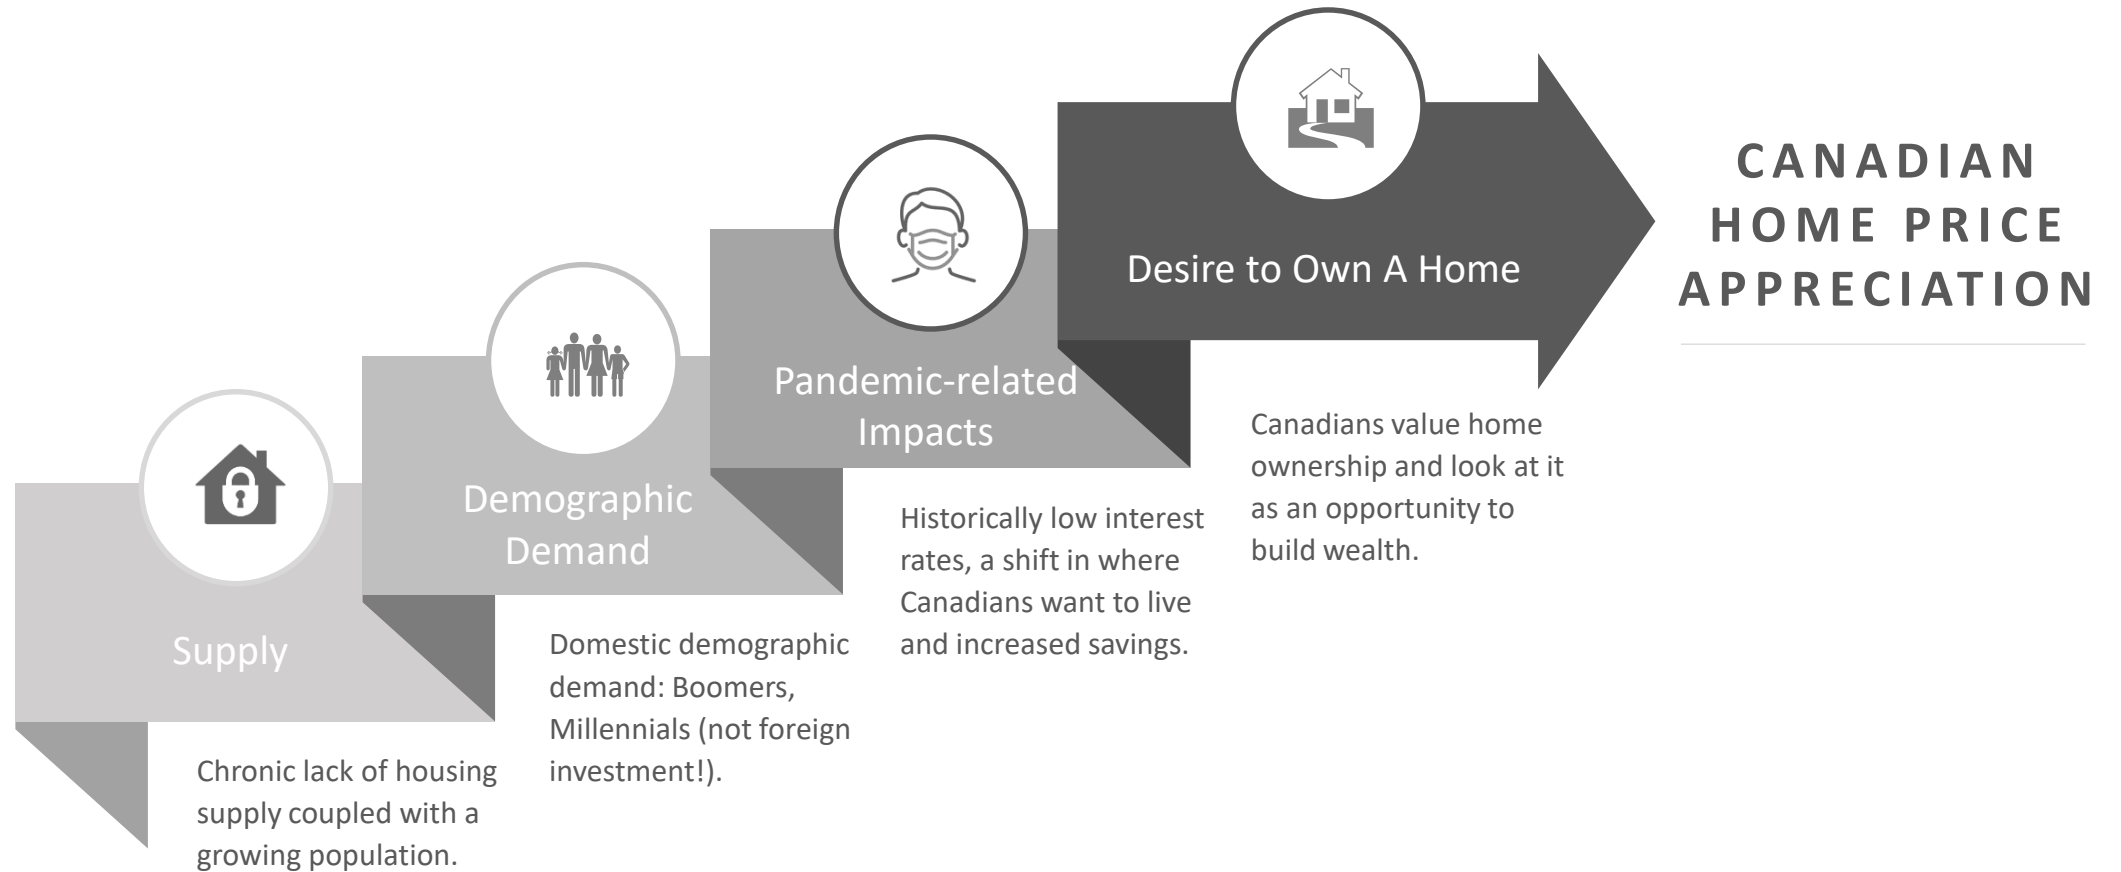 Supply
Chronic lack of housing
supply coupled with a
growing population.
Demographic
Demand
Domestic demographic
demand: Boomers,
Millennials (not foreign
investment!).
Pandemic-related
Impacts
Historically low interest
rates, a shift in where
Canadians want to live
and increased savings.
Desire to Own A Home
Canadians value home
ownership and look at it
as an opportunity to
build wealth.
CANADIAN
HOME PRICE
APPRECIATION